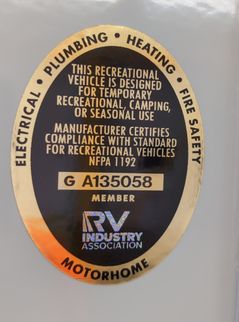 ELECTRICAL • PLUMBING • HEATING • FIRE SAFETY
THIS RECREATIONAL
VEHICLE IS DESIGNED
FOR TEMPORARY
RECREATIONAL, CAMPING,
OR SEASONAL USE
MANUFACTURER CERTIFIES
COMPLIANCE WITH STANDARD
FOR RECREATIONAL VEHICLES
NFPA 1192
G A135058
MEMBER
RV
INDUSTRY
ASSOCIATION
MOTORHOME